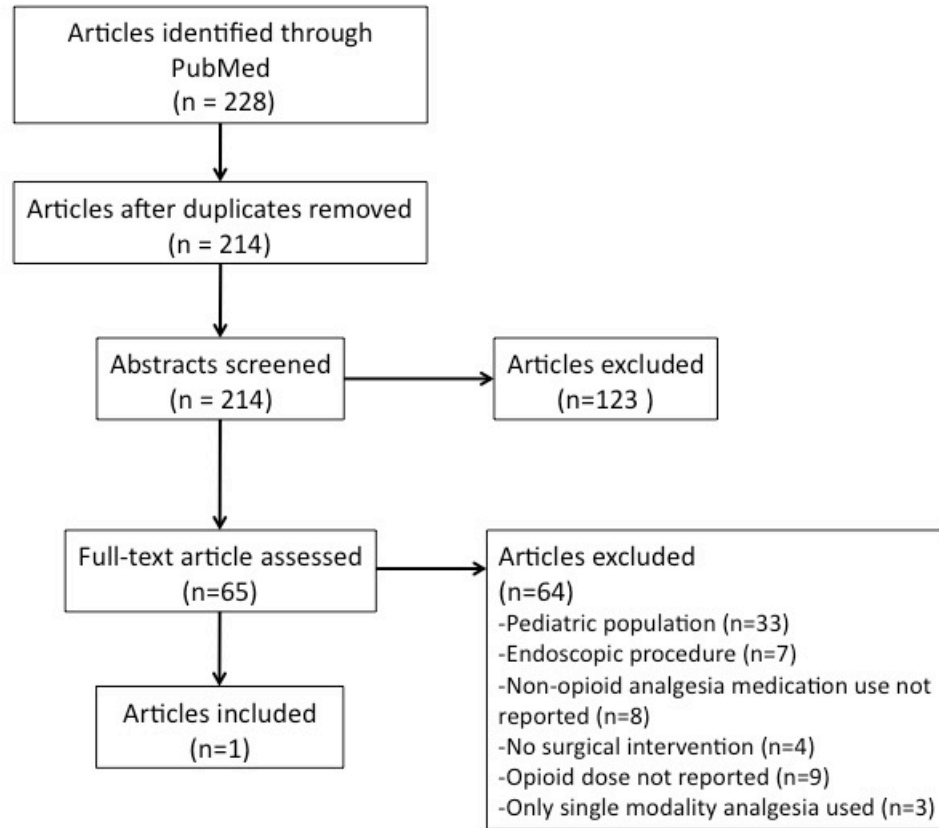 Articles identified through
PubMed
(n = 228)
Articles after duplicates removed
(n = 214)
Abstracts screened
(n = 214)
Articles excluded
(n=123 )
Full-text article assessed
(n=65)
Articles excluded
(n=64)
-Pediatric population (n=33)
-Endoscopic procedure (n=7)
-Non-opioid analgesia medication use not
reported (n=8)
-No surgical intervention (n=4)
-Opioid dose not reported (n=9)
-Only single modality analgesia used (n=3)
Articles included
(n=1)